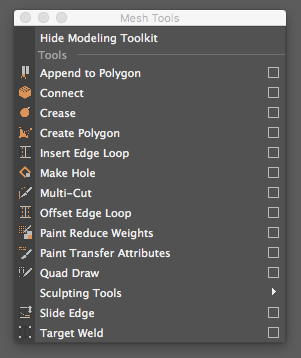 Mesh Tools
Hide Modeling Toolkit
Tools
Append to Polygon
Connect
Crease
Create Polygon
Insert Edge Loop
Make Hole
Multi-Cut
Offset Edge Loop
Paint Reduce Weights
Paint Transfer Attributes
Quad Draw
Sculpting Tools
Slide Edge
Target Weld